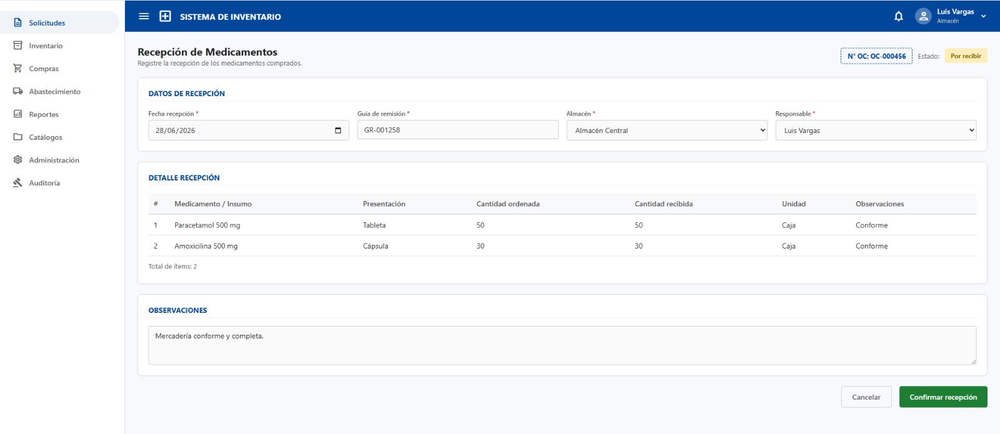 SISTEMA DE INVENTARIO
Luis Vargas
Almacén
Solicitudes
Inventario
Compras
Abastecimiento
Reportes
Catálogos
Administración
Auditoría
Recepción de Medicamentos
Registre la recepción de los medicamentos comprados.
N° OC: OC-000456 Estado: Por recibir
DATOS DE RECEPCIÓN
Fecha recepción * Guía de remisión * Almacén * Responsable *
28/06/2026 GR-001258 Almacén Central Luis Vargas
DETALLE RECEPCIÓN
# Medicamento / Insumo Presentación Cantidad ordenada Cantidad recibida Unidad Observaciones
1 Paracetamol 500 mg Tableta 50 50 Caja Conforme
2 Amoxicilina 500 mg Cápsula 30 30 Caja Conforme
Total de ítems: 2
OBSERVACIONES
Mercadería conforme y completa.
Cancelar Confirmar recepción